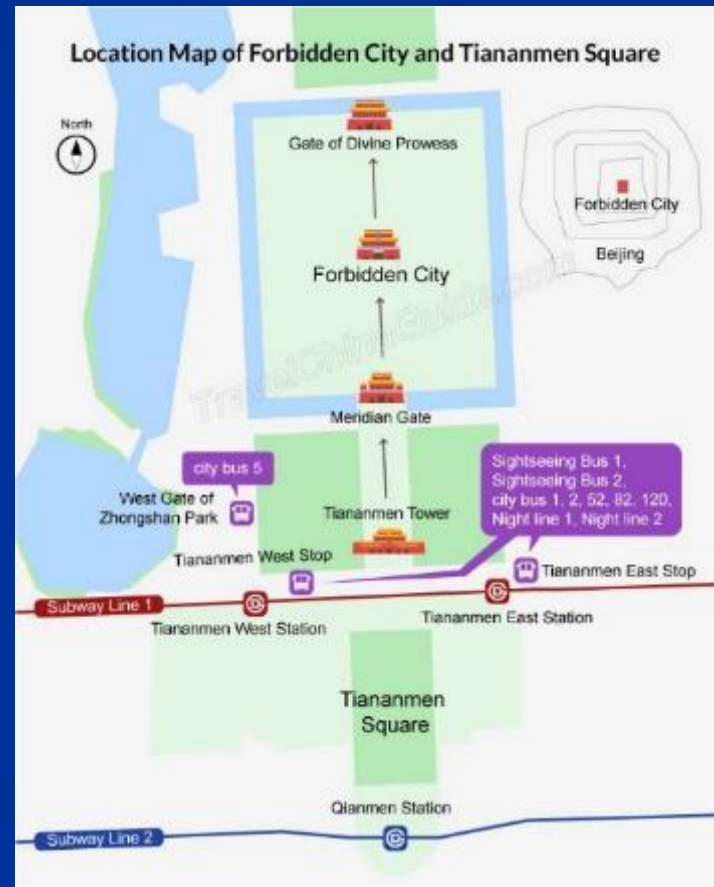 Location Map of Forbidden City and Tiananmen Square
North
Gate of Divine Prowess
Forbidden City
Beijing
Forbidden City
TravelChinaGuide.com
Meridian Gate
city bus 5
West Gate of
Zhongshan Park
Tiananmen Tower
Sightseeing Bus 1,
Sightseeing Bus 2,
city bus 1, 2, 52, 82, 120,
Night line 1, Night line 2
Tiananmen West Stop
Tiananmen East Stop
Subway Line 1
Tiananmen West Station
Tiananmen East Station
Tiananmen
Square
Qianmen Station
Subway Line 2